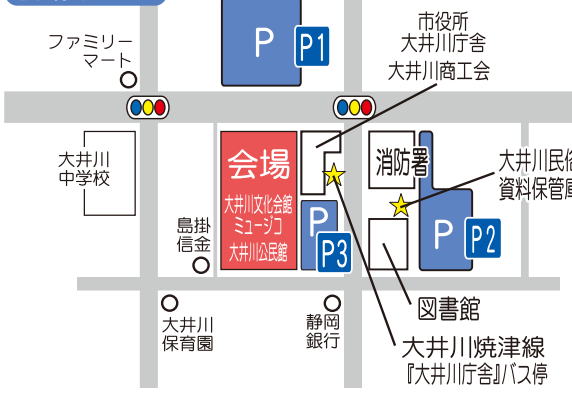 P
P1
市役所
大井川庁舎
大井川商工会
ファミリー
マート
大井川
中学校
会場
大井川文化会館
ミュージコ
大井川公民館
消防署
大井川民俗
資料保管庫
島掛
信金
P
P3
P
P2
大井川
保育園
静岡
銀行
図書館
大井川焼津線
『大井川庁舎』バス停